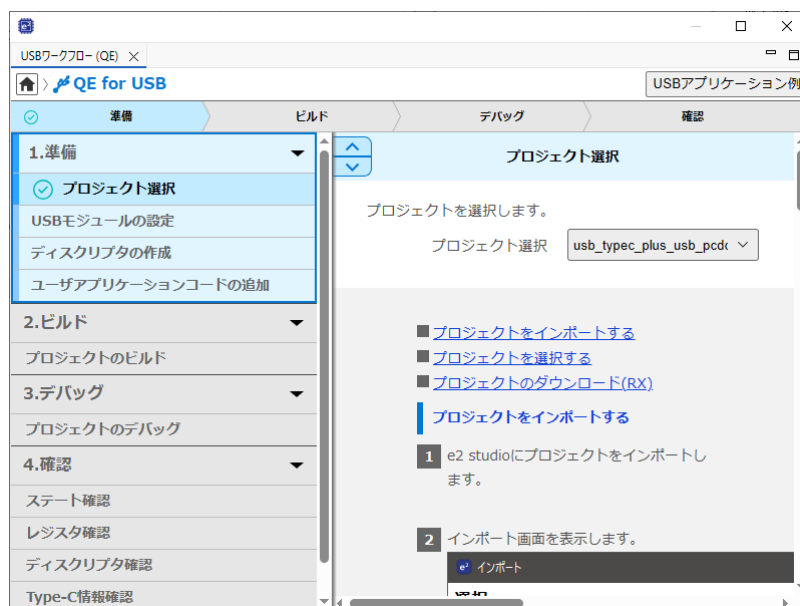 USBワークフロー (QE)
QE for USB
USBアプリケーション例
準備
ビルド
デバッグ
確認
1.準備
プロジェクト選択
USBモジュールの設定
ディスクリプタの作成
ユーザアプリケーションコードの追加
2.ビルド
プロジェクトのビルド
3.デバッグ
プロジェクトのデバッグ
4.確認
ステート確認
レジスタ確認
ディスクリプタ確認
Type-C情報確認
プロジェクト選択
プロジェクトを選択します。
プロジェクト選択
usb_typec_plus_usb_pcdc
プロジェクトをインポートする
プロジェクトを選択する
プロジェクトのダウンロード(RX)
プロジェクトをインポートする
1 e2 studioにプロジェクトをインポートし
ます。
2 インポート画面を表示します。
e² インポート
選択